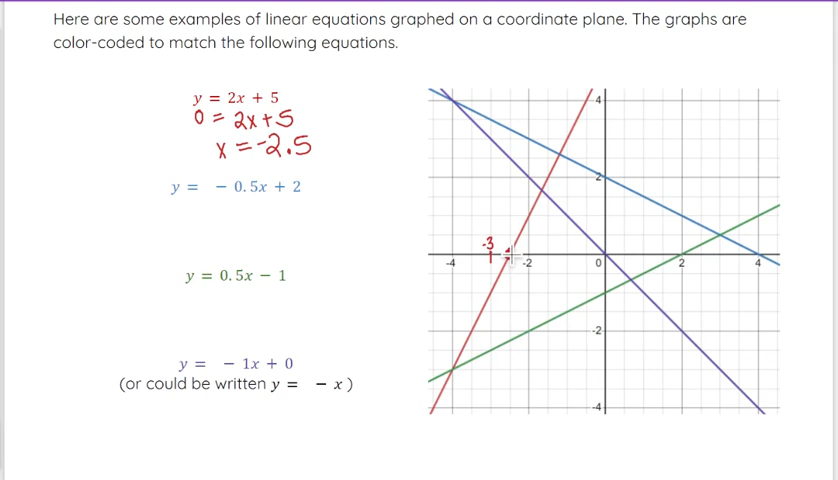 Here are some examples of linear equations graphed on a coordinate plane. The graphs are
color-coded to match the following equations.
y = 2x + 5
0 = 2x+5
x = -2.5
y = - 0.5x + 2
y = 0.5x - 1
y = - 1x + 0
(or could be written y = - x )
4
2
-3
-4
-2
0
2
4
-2
-4